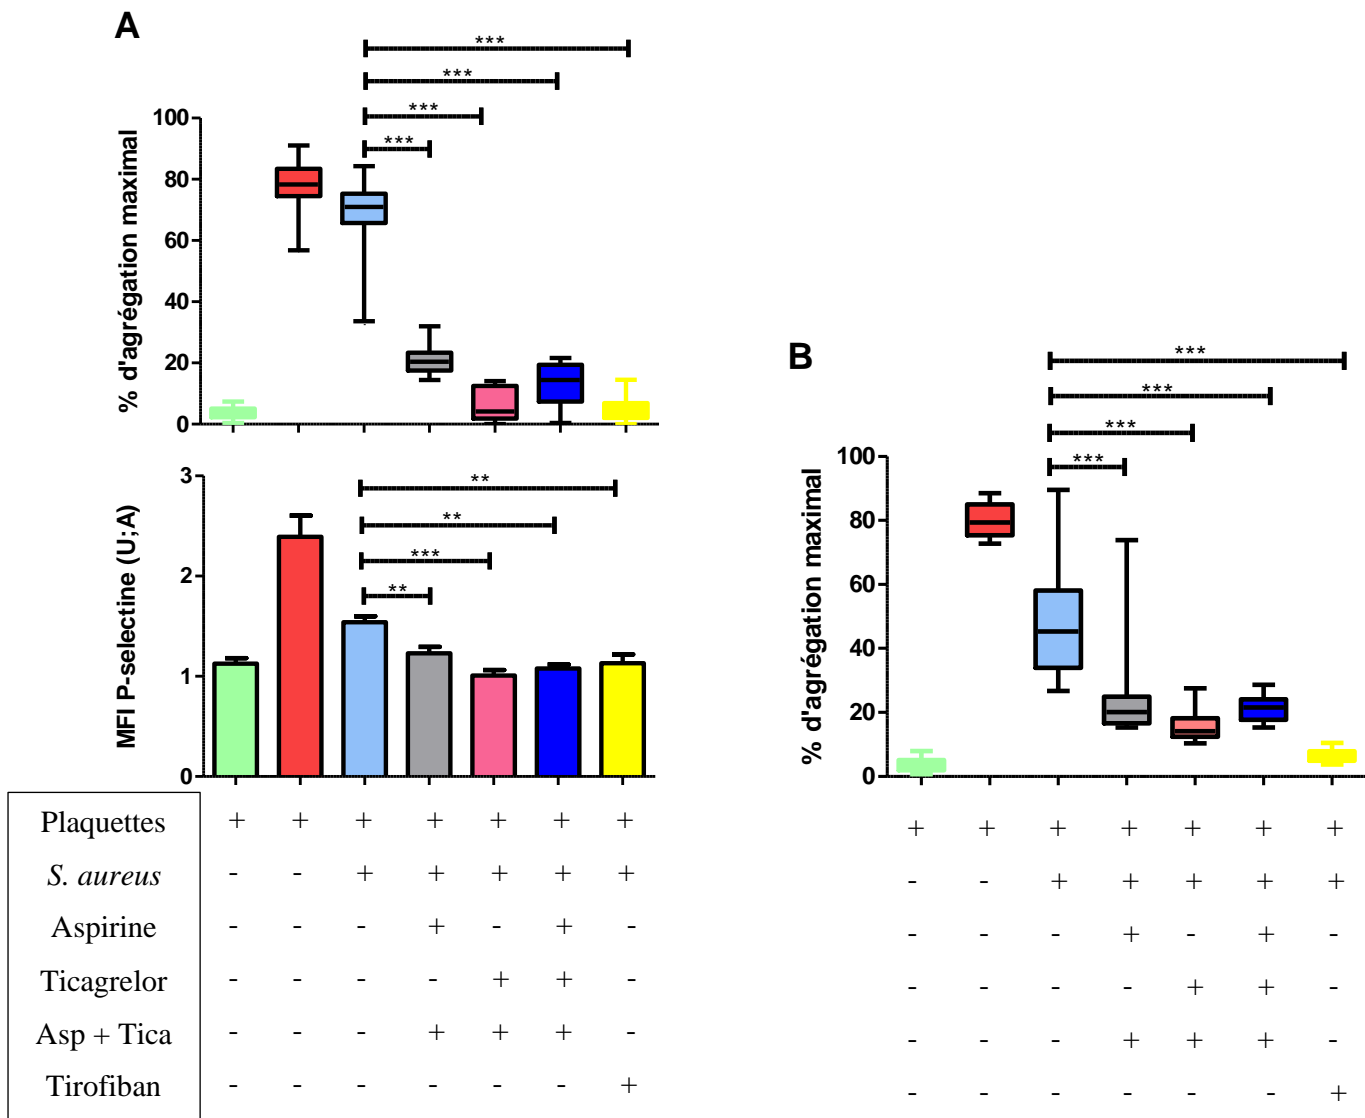 A
***
***
***
***
% d'agrégation maximal
100
80
60
40
20
0
MFI P-selectine (U;A)
3
2
1
0
**
**
***
**
B
***
***
***
***
% d'agrégation maximal
100
80
60
40
20
0
Plaquettes + + + + + + + + + + + + + +
S. aureus - - + + + + + - - + + + + +
Aspirine - - - + - + - - - - + - + -
Ticagrelor - - - - + + - - - - - + + -
Asp + Tica - - - + + + - - - - + + + -
Tirofiban - - - - - - + - - - - - - +